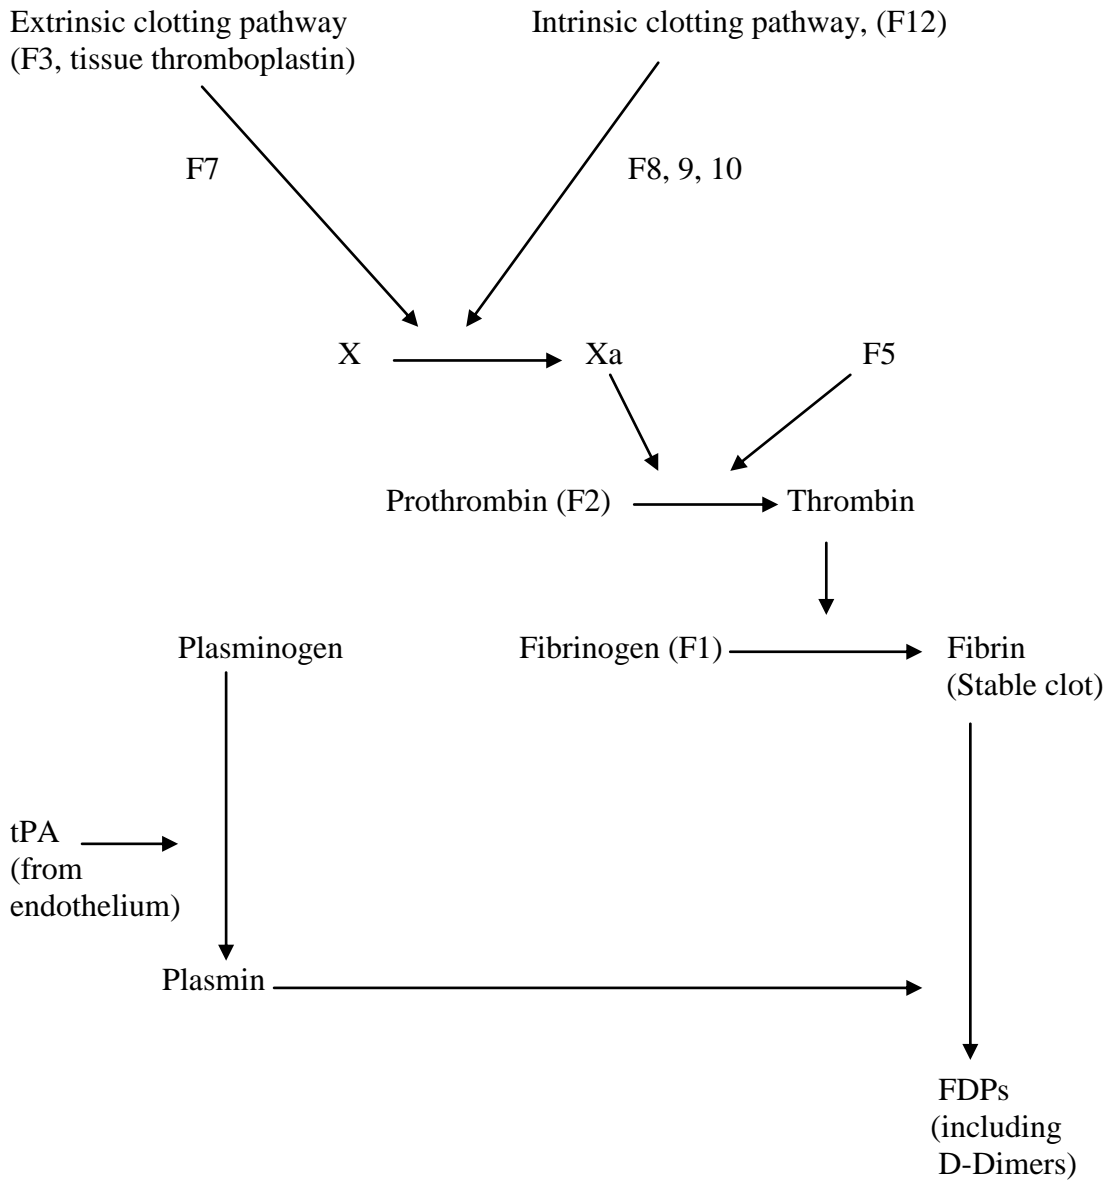 Extrinsic clotting pathway
(F3, tissue thromboplastin)
Intrinsic clotting pathway, (F12)
F7
F8, 9, 10
X
Xa
F5
Prothrombin (F2)
Thrombin
Plasminogen
Fibrinogen (F1)
Fibrin
(Stable clot)
tPA
(from
endothelium)
Plasmin
FDPs
(including
D-Dimers)